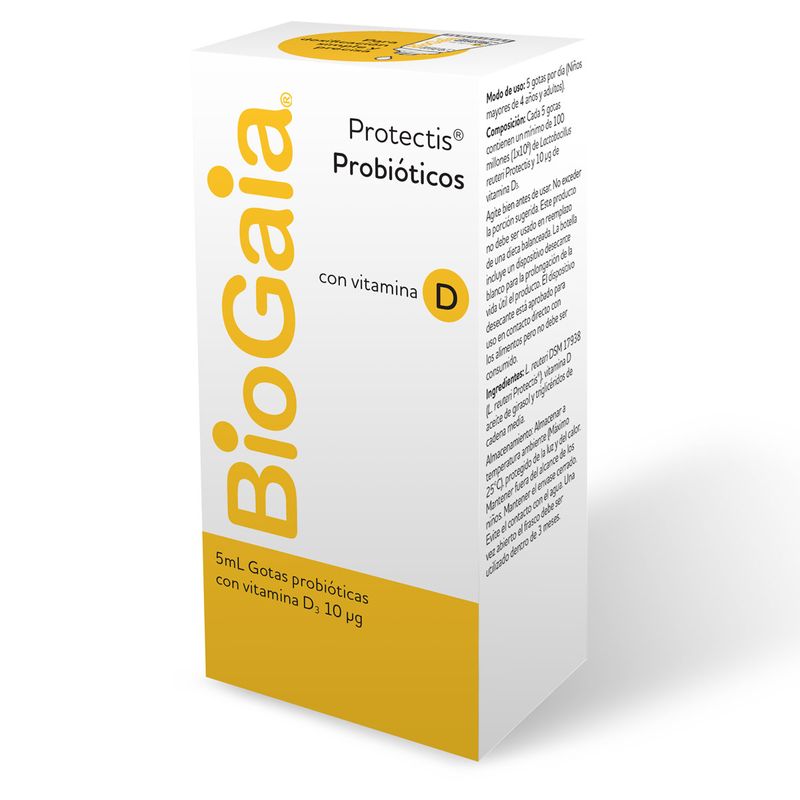 Para
dosificación
simple y
precisa
BioGaia®
Protectis®
Probióticos
con vitamina D
5mL Gotas probióticas
con vitamina D₃ 10 µg
Modo de uso: 5 gotas por día (Niños
mayores de 4 años y adultos).
Composición: Cada 5 gotas
contienen un mínimo de 100
millones (1x10⁸) de Lactobacillus
reuteri Protectis y 10 µg de
vitamina D₃.
Agite bien antes de usar. No exceder
la porción sugerida. Este producto
no debe ser usado en reemplazo
de una dieta balanceada. La botella
incluye un dispositivo desecante
blanco para la prolongación de la
vida útil el producto. El dispositivo
desecante está aprobado para
uso en contacto directo con
los alimentos pero no debe ser
consumido.
Ingredientes: L. reuteri DSM 17938
(L. reuteri Protectis®), vitamina D
aceite de girasol y triglicéridos de
cadena media.
Almacenamiento: Almacenar a
temperatura ambiente (Máximo
25°C), protegido de la luz y del calor.
Mantener fuera del alcance de los
niños. Mantener el envase cerrado.
Evite el contacto con el agua. Una
vez abierto el frasco debe ser
utilizado dentro de 3 meses.